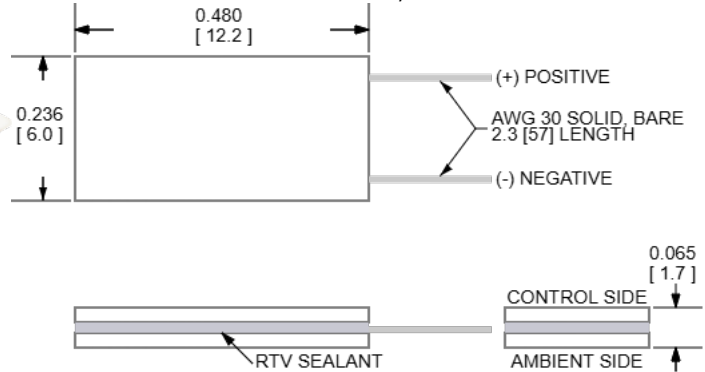 0.480
[ 12.2 ]
(+) POSITIVE
0.236
[ 6.0 ]
AWG 30 SOLID, BARE
2.3 [57] LENGTH
(-) NEGATIVE
0.065
[ 1.7 ]
CONTROL SIDE
RTV SEALANT
AMBIENT SIDE